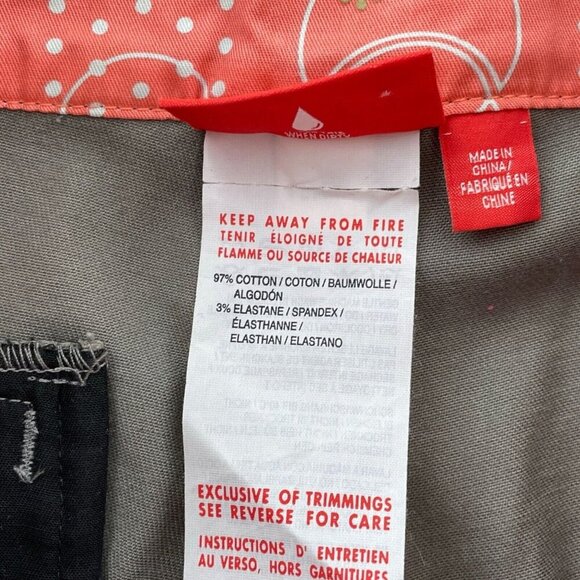 MADE IN
CHINA/
FABRIQUÉ EN
CHINE
KEEP AWAY FROM FIRE
TENIR ÉLOIGNÉ DE TOUTE
FLAMME OU SOURCE DE CHALEUR
97% COTTON / COTON / BAUMWOLLE /
ALGODÓN
3% ELASTANE / SPANDEX /
ÉLASTHANNE /
ELASTHAN / ELASTANO
EXCLUSIVE OF TRIMMINGS
SEE REVERSE FOR CARE
INSTRUCTIONS D' ENTRETIEN
AU VERSO, HORS GARNITURES